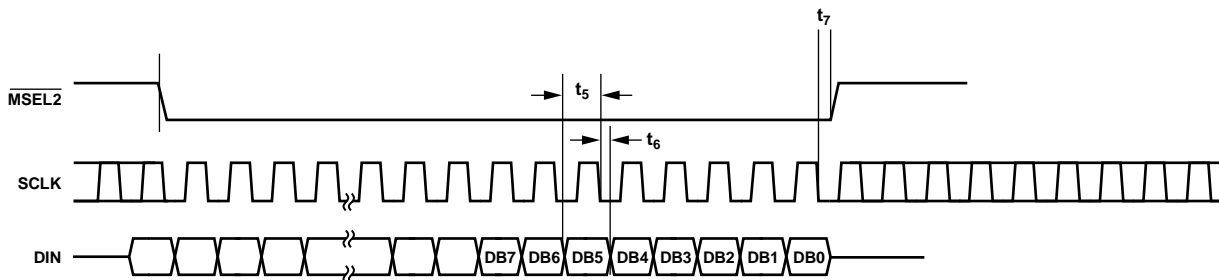 t7
MSEL2
t5
t6
SCLK
DIN
DB7 DB6 DB5 DB4 DB3 DB2 DB1 DB0